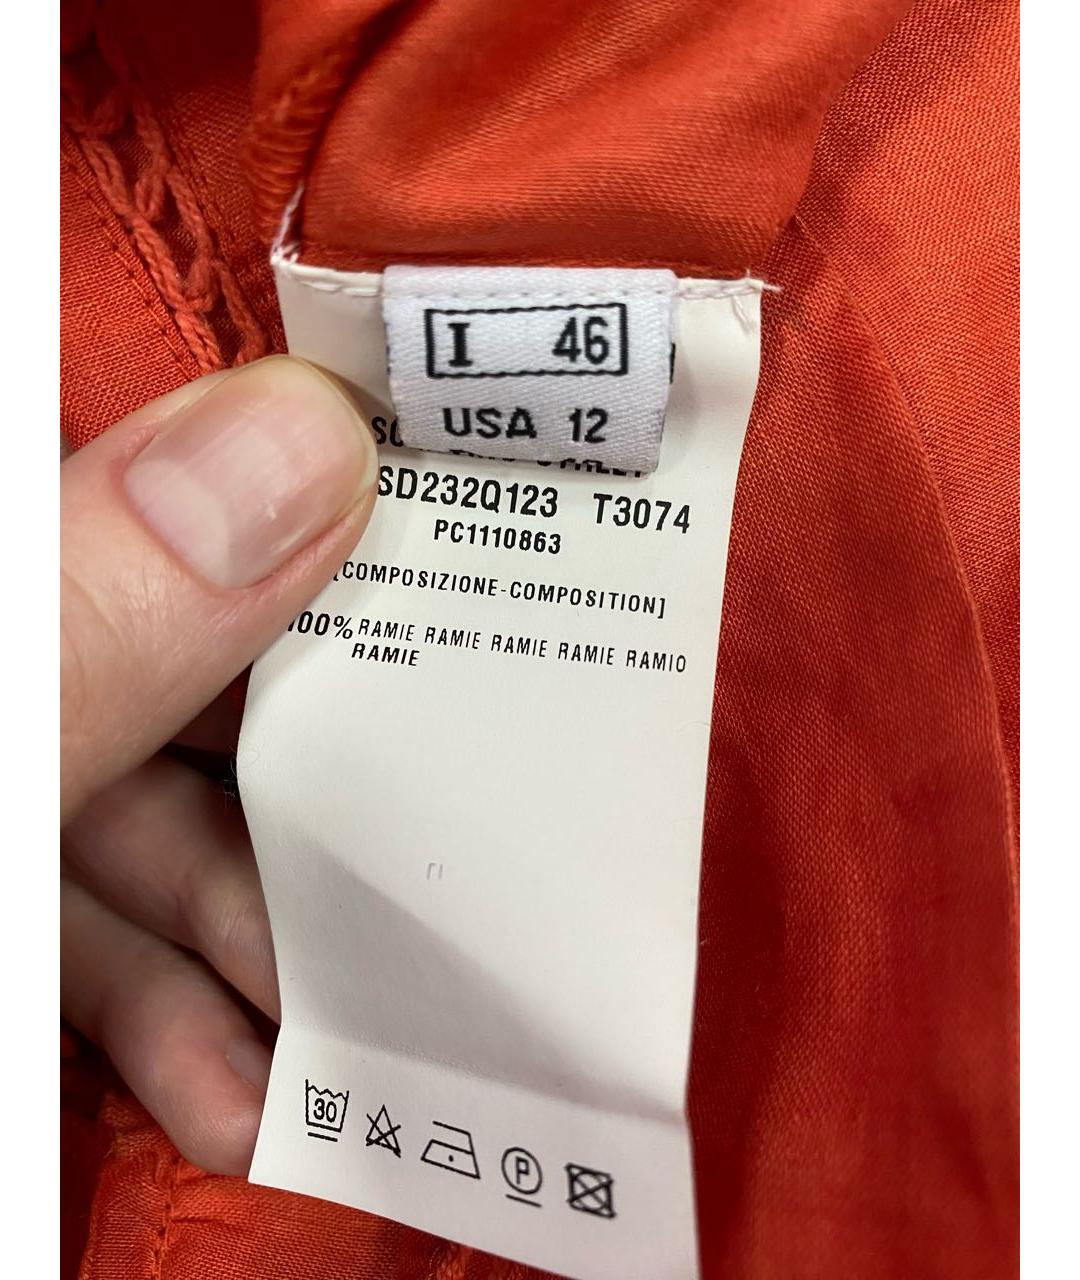 I 46
USA 12
SD232Q123 T3074
PC1110863
[COMPOSIZIONE-COMPOSITION]
100% RAMIE RAMIE RAMIE RAMIE RAMIO
RAMIE
30
P